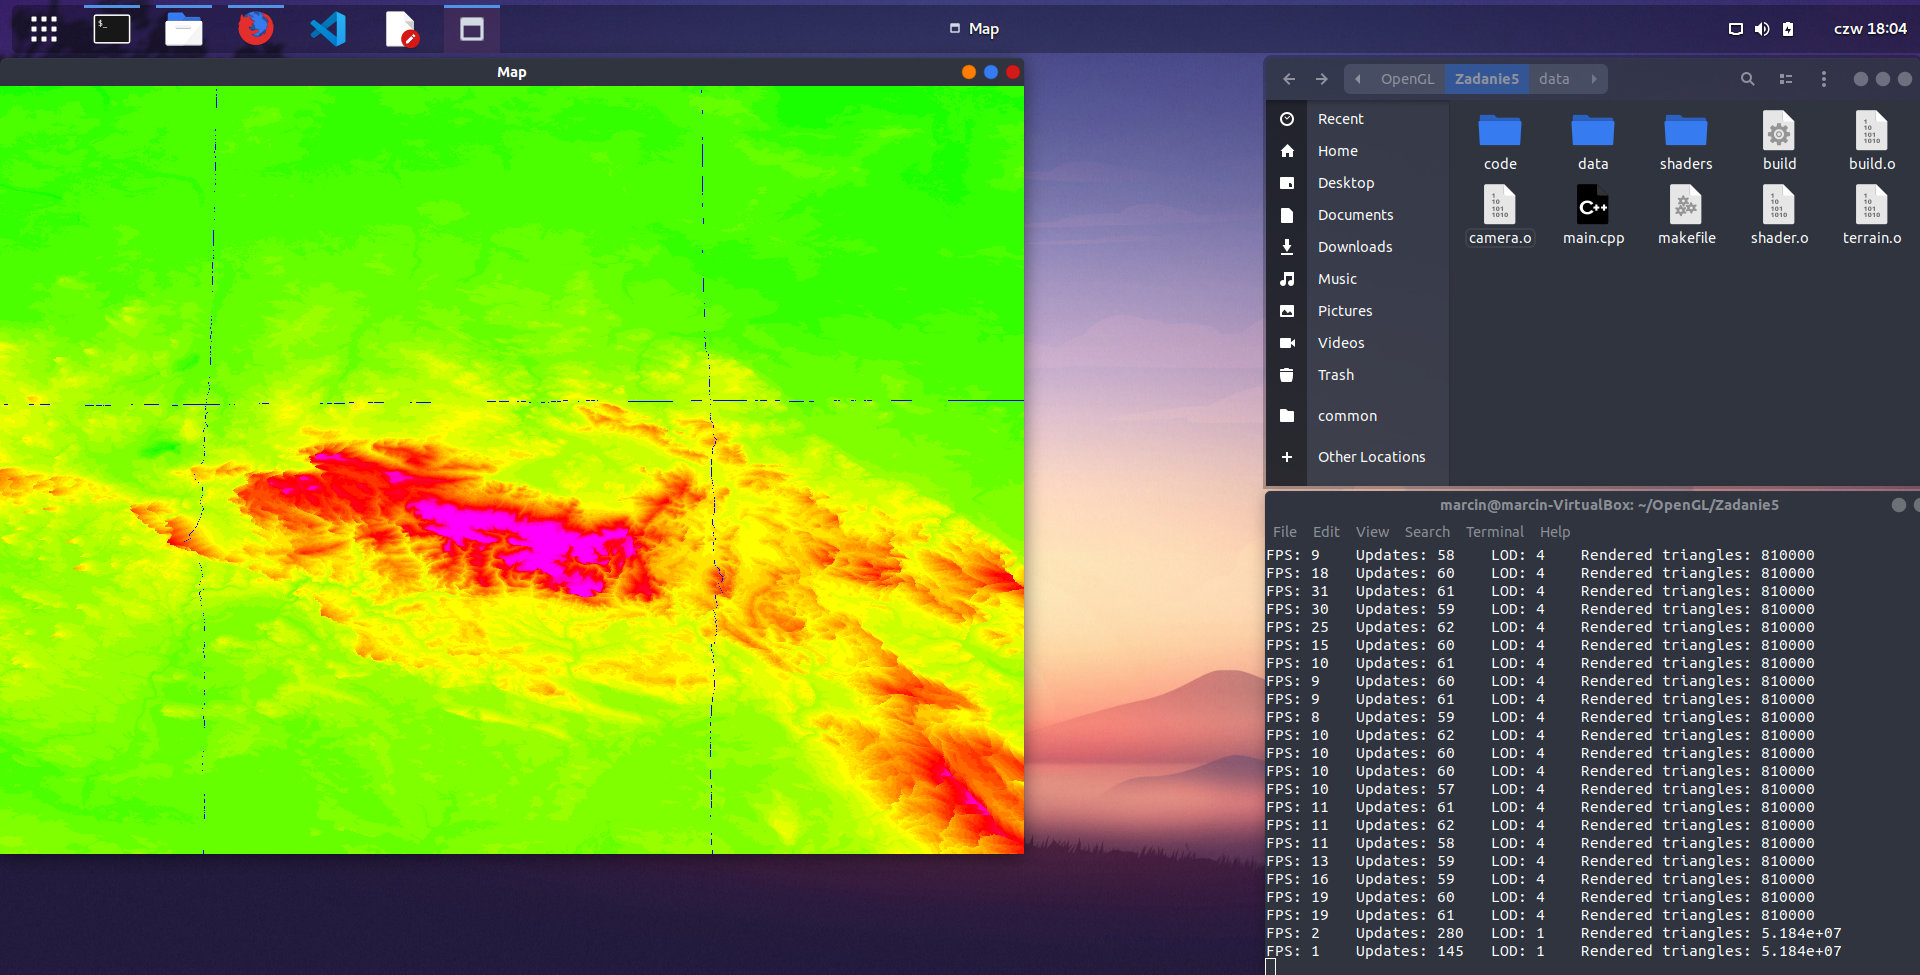 Map
czw 18:04
Map
OpenGL Zadanie5 data
Recent
Home
Desktop
Documents
Downloads
Music
Pictures
Videos
Trash
common
Other Locations
code data shaders build build.o
camera.o main.cpp makefile shader.o terrain.o
marcin@marcin-VirtualBox: ~/OpenGL/Zadanie5
File Edit View Search Terminal Help
FPS: 9 Updates: 58 LOD: 4 Rendered triangles: 810000
FPS: 18 Updates: 60 LOD: 4 Rendered triangles: 810000
FPS: 31 Updates: 61 LOD: 4 Rendered triangles: 810000
FPS: 30 Updates: 59 LOD: 4 Rendered triangles: 810000
FPS: 25 Updates: 62 LOD: 4 Rendered triangles: 810000
FPS: 15 Updates: 60 LOD: 4 Rendered triangles: 810000
FPS: 10 Updates: 61 LOD: 4 Rendered triangles: 810000
FPS: 9 Updates: 60 LOD: 4 Rendered triangles: 810000
FPS: 9 Updates: 61 LOD: 4 Rendered triangles: 810000
FPS: 8 Updates: 59 LOD: 4 Rendered triangles: 810000
FPS: 10 Updates: 62 LOD: 4 Rendered triangles: 810000
FPS: 10 Updates: 60 LOD: 4 Rendered triangles: 810000
FPS: 10 Updates: 60 LOD: 4 Rendered triangles: 810000
FPS: 10 Updates: 57 LOD: 4 Rendered triangles: 810000
FPS: 11 Updates: 61 LOD: 4 Rendered triangles: 810000
FPS: 11 Updates: 62 LOD: 4 Rendered triangles: 810000
FPS: 11 Updates: 58 LOD: 4 Rendered triangles: 810000
FPS: 13 Updates: 59 LOD: 4 Rendered triangles: 810000
FPS: 16 Updates: 59 LOD: 4 Rendered triangles: 810000
FPS: 19 Updates: 60 LOD: 4 Rendered triangles: 810000
FPS: 19 Updates: 61 LOD: 4 Rendered triangles: 810000
FPS: 2 Updates: 280 LOD: 1 Rendered triangles: 5.184e+07
FPS: 1 Updates: 145 LOD: 1 Rendered triangles: 5.184e+07